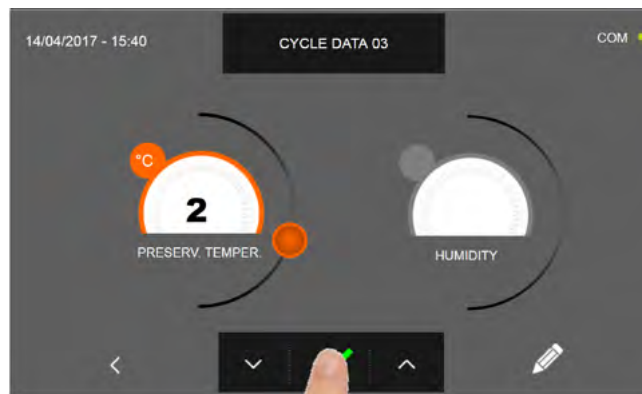 14/04/2017 - 15:40
CYCLE DATA 03
COM
°C
2
PRESERV. TEMPER.
HUMIDITY